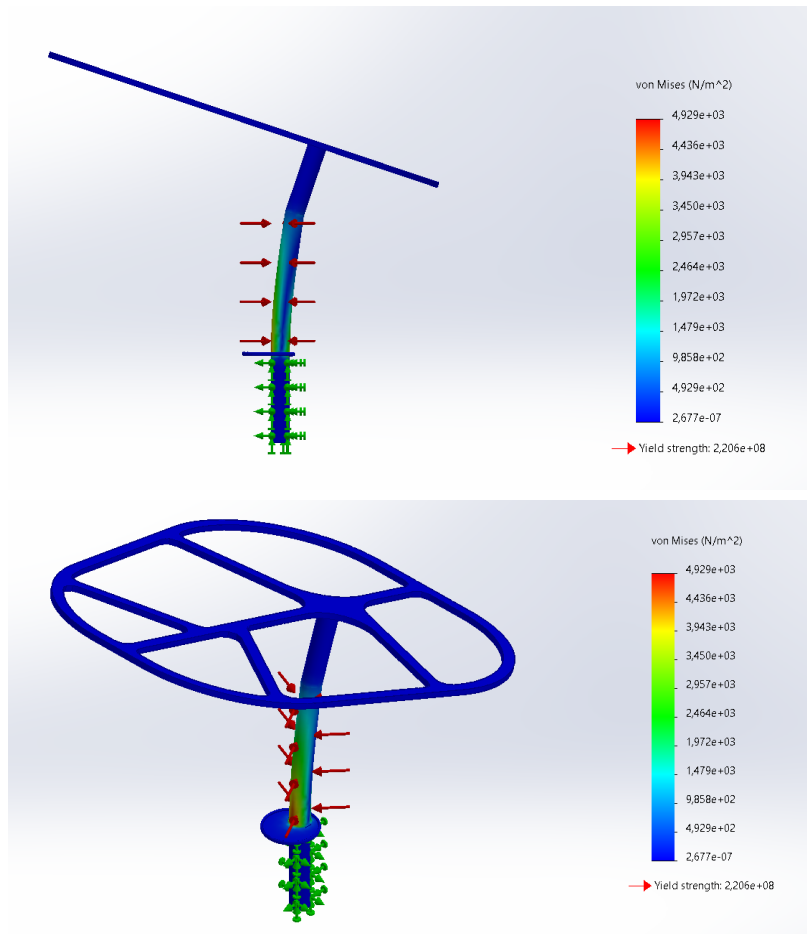 von Mises (N/m^2)
4,929e+03
4,436e+03
3,943e+03
3,450e+03
2,957e+03
2,464e+03
1,972e+03
1,479e+03
9,858e+02
4,929e+02
2,677e-07
Yield strength: 2,206e+08
von Mises (N/m^2)
4,929e+03
4,436e+03
3,943e+03
3,450e+03
2,957e+03
2,464e+03
1,972e+03
1,479e+03
9,858e+02
4,929e+02
2,677e-07
Yield strength: 2,206e+08